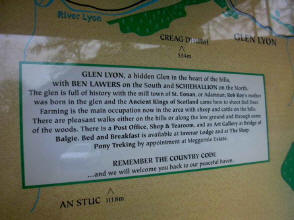 River Lyon
CREAG
GLEN LYON
GLEN LYON, a hidden Glen in the heart of the hills,
with BEN LAWERS on the South and SCHIEHALLION on the North.
The glen is full of history with the mill town of St. Eonan, or Adamnan, Rob Roy's mother
was born in the glen and the Ancient Kings of Scotland came here to shoot Red Deer.
Farming is the main occupation now in the area with sheep and cattle on the hills.
There are pleasant walks either on the hills or along the low ground and through some
of the woods. There is a Post Office, Shop & Tearoom, and an Art Gallery at Bridge of
Balgie. Bed and Breakfast is available at Invervar Lodge and at The Shop
Pony Trekking by appointment at Meggernie Estate.
REMEMBER THE COUNTRY CODE
...and we will welcome you back to our peaceful haven.
AN STUC